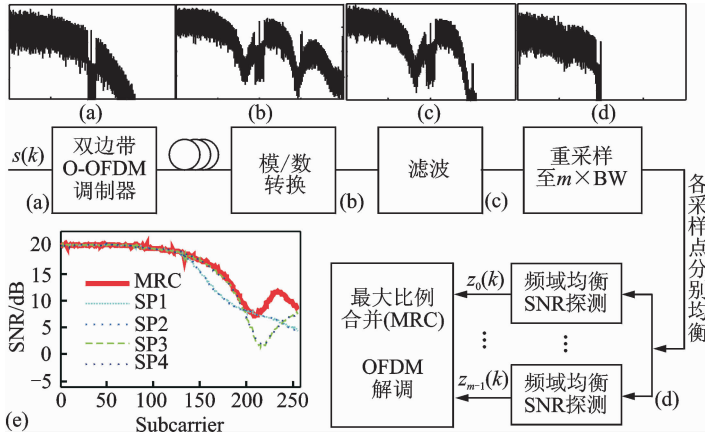 (a)
(b)
(c)
(d)
s(k)
(a)
双边带
O-OFDM
调制器
模/数
转换
(b)
滤波
(c)
重采样
至m×BW
各采样点分别均衡
(d)
频域均衡
SNR探测
z₀(k)
⋮
⋮
频域均衡
SNR探测
zₘ₋₁(k)
最大比例
合并(MRC)
OFDM
解调
(e)
SNR/dB
20
15
10
5
0
−5
MRC
SP1
SP2
SP3
SP4
0 50 100 150 200 250
Subcarrier